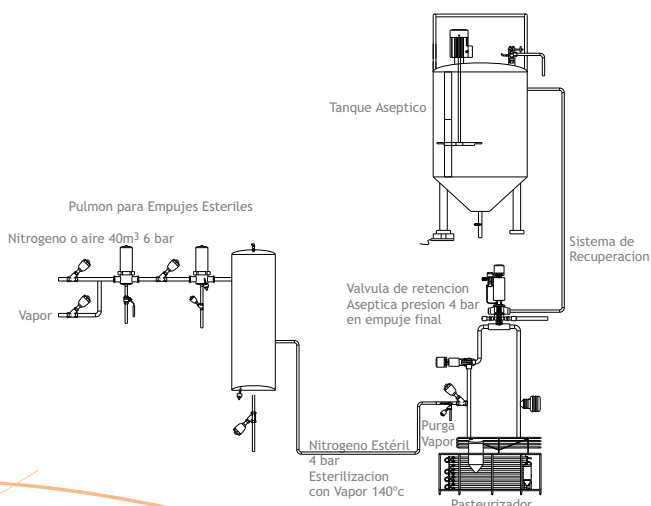 Tanque Aseptico
Pulmon para Empujes Esteriles
Nitrogeno o aire 40m³ 6 bar
Vapor
Sistema de
Recuperacion
Valvula de retencion
Aseptica presion 4 bar
en empuje final
Purga
Vapor
Nitrogeno Estéril
4 bar
Esterilizacion
con Vapor 140ºc
Pasteurizador